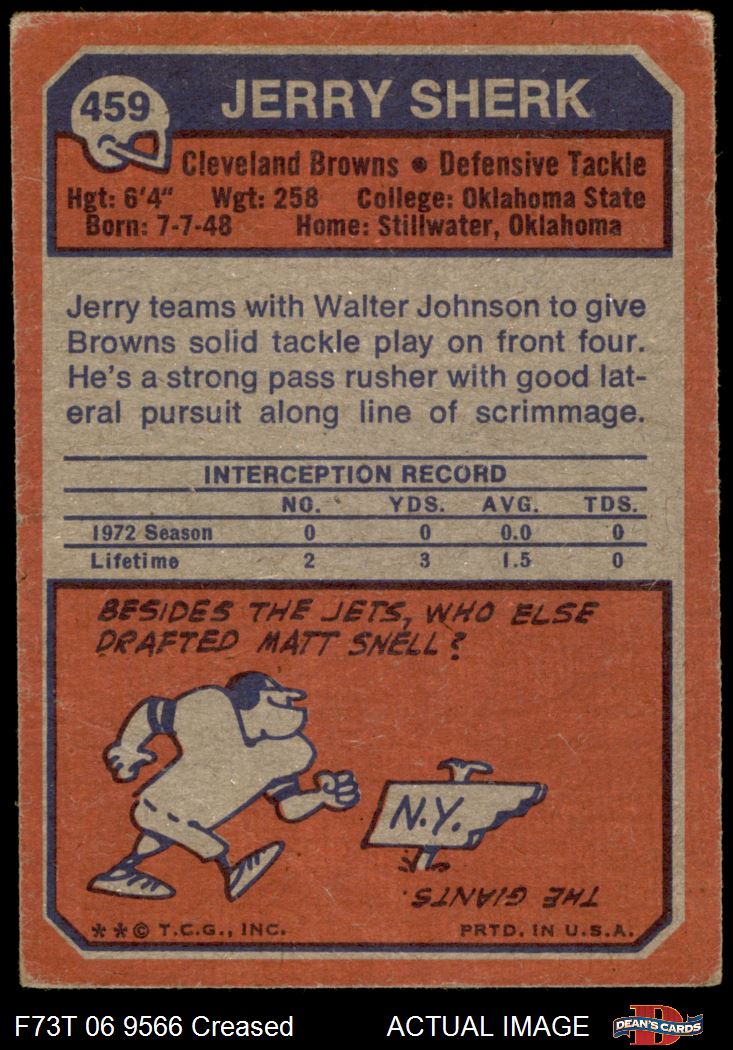 459
JERRY SHERK
Cleveland Browns • Defensive Tackle
Hgt: 6'4" Wgt: 258 College: Oklahoma State
Born: 7-7-48 Home: Stillwater, Oklahoma
Jerry teams with Walter Johnson to give
Browns solid tackle play on front four.
He's a strong pass rusher with good lat-
eral pursuit along line of scrimmage.
INTERCEPTION RECORD
NO. YDS. AVG. TDS.
1972 Season 0 0 0.0 0
Lifetime 2 3 1.5 0
BESIDES THE JETS, WHO ELSE
DRAFTED MATT SNELL?
N.Y.
THE GIANTS.
**© T.C.G., INC. PRTD. IN U.S.A.
F73T 06 9566 Creased ACTUAL IMAGE
D
DEAN'S CARDS